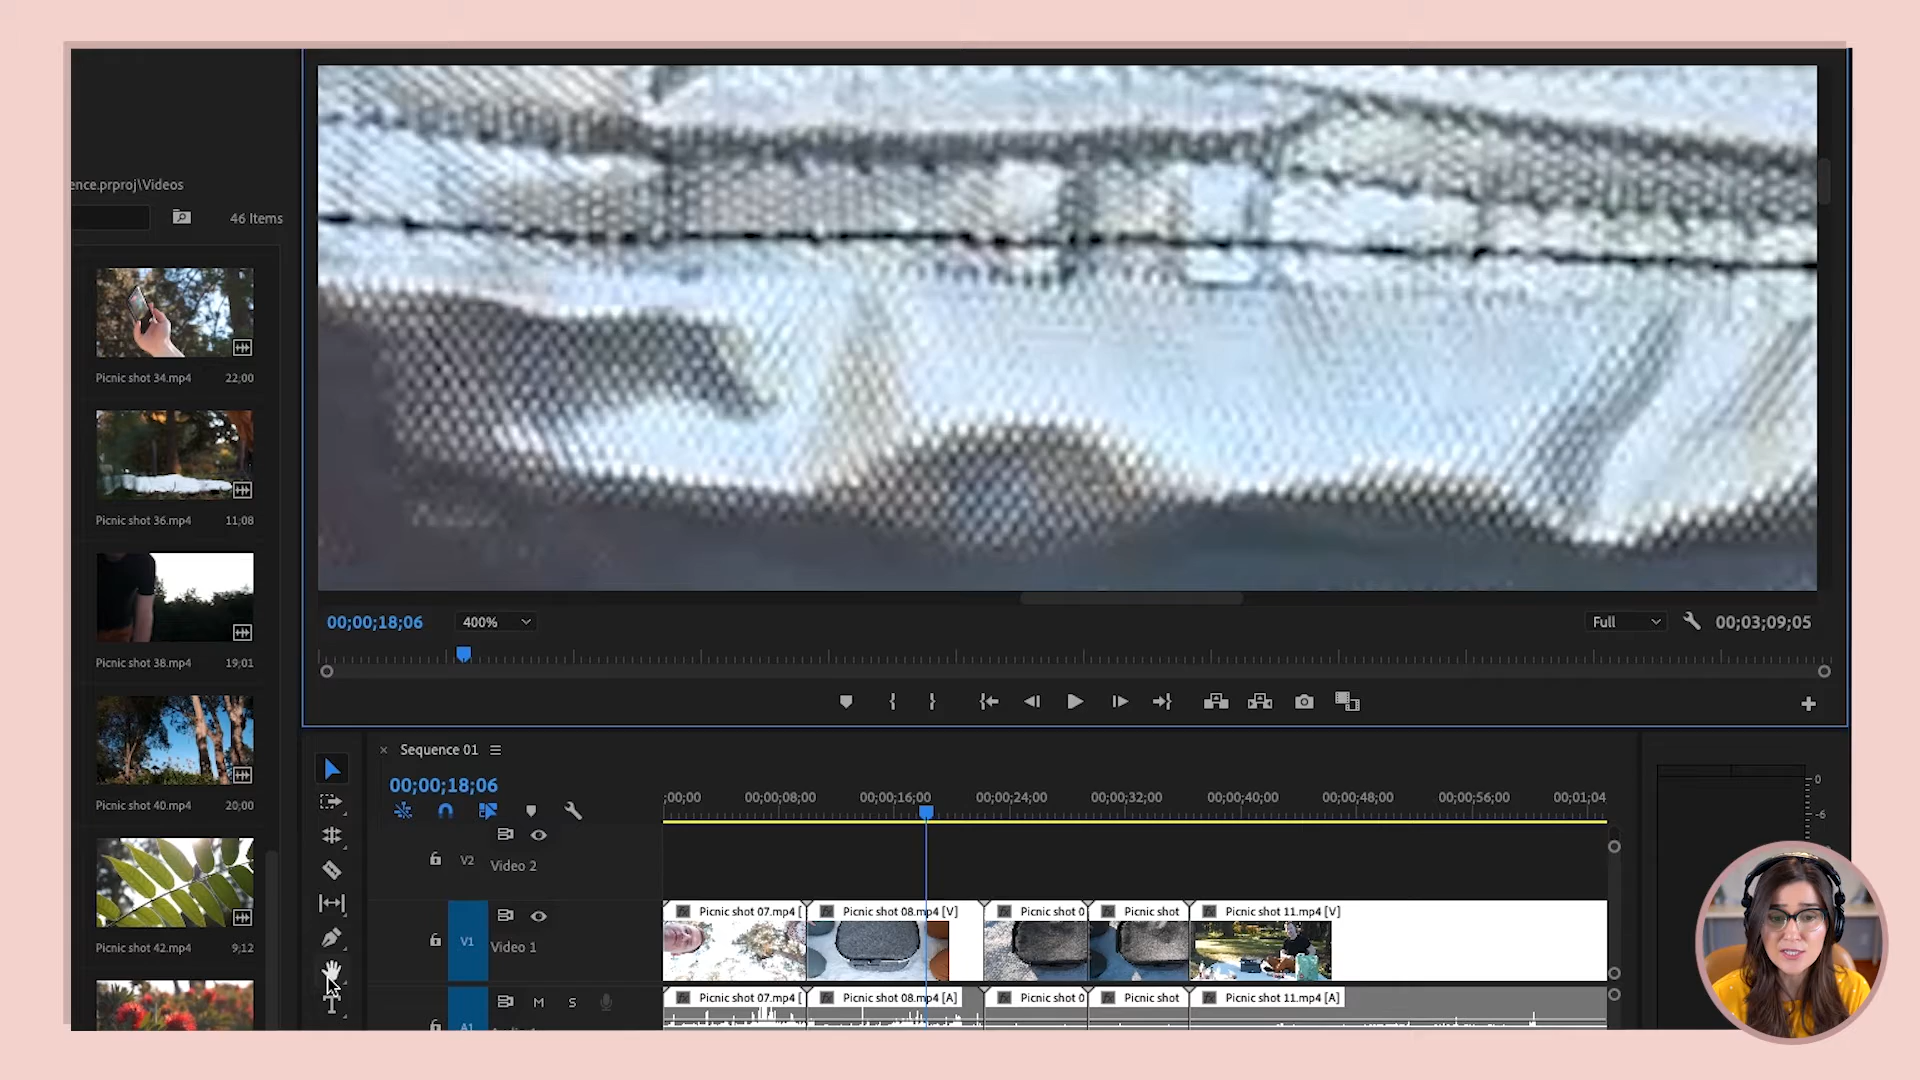 ence.prproj\Videos
46 Items
Picnic shot 34.mp4 22;00
Picnic shot 36.mp4 11;08
Picnic shot 38.mp4 19;01
Picnic shot 40.mp4 20;00
Picnic shot 42.mp4 9;12
00;00;18;06 400% Full 00;03;09;05
Sequence 01
00;00;18;06
;00;00 00;00;08;00 00;00;16;00 00;00;24;00 00;00;32;00 00;00;40;00 00;00;48;00 00;00;56;00 00;01;04
0
-6
V2 Video 2
Picnic shot 07.mp4 [ Picnic shot 08.mp4 [V] Picnic shot 0 Picnic shot Picnic shot 11.mp4 [V]
V1 Video 1
Picnic shot 07.mp4 [ Picnic shot 08.mp4 [A] Picnic shot 0 Picnic shot Picnic shot 11.mp4 [A]
M S
A1